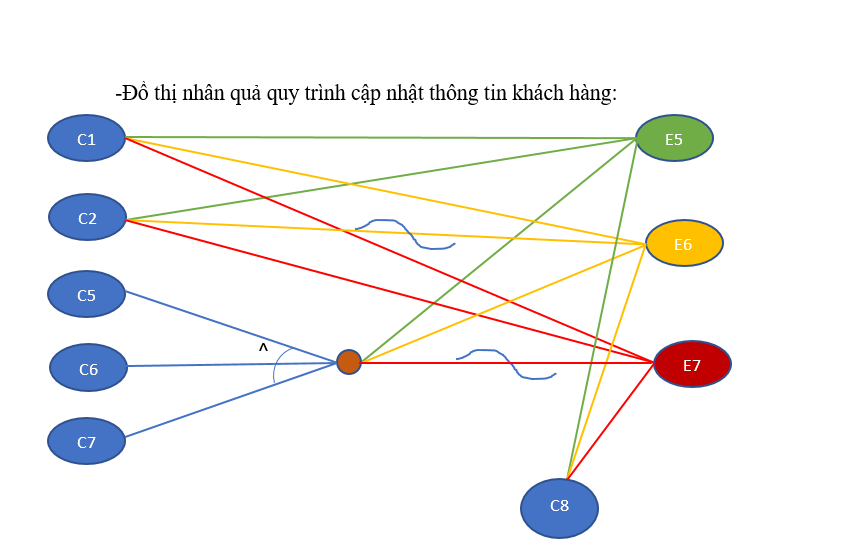 -Đồ thị nhân quả quy trình cập nhật thông tin khách hàng:
C1
E5
C2
E6
C5
^
C6
E7
C7
C8